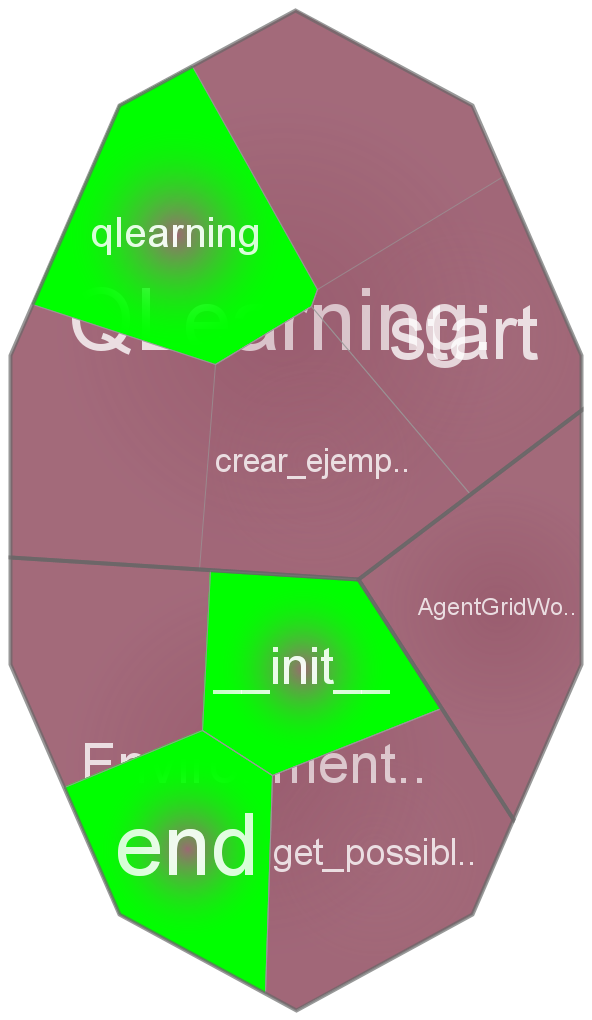 qlearning
QLearning..
start
crear_ejemp..
AgentGridWo..
__init__
Environment..
end
get_possibl..